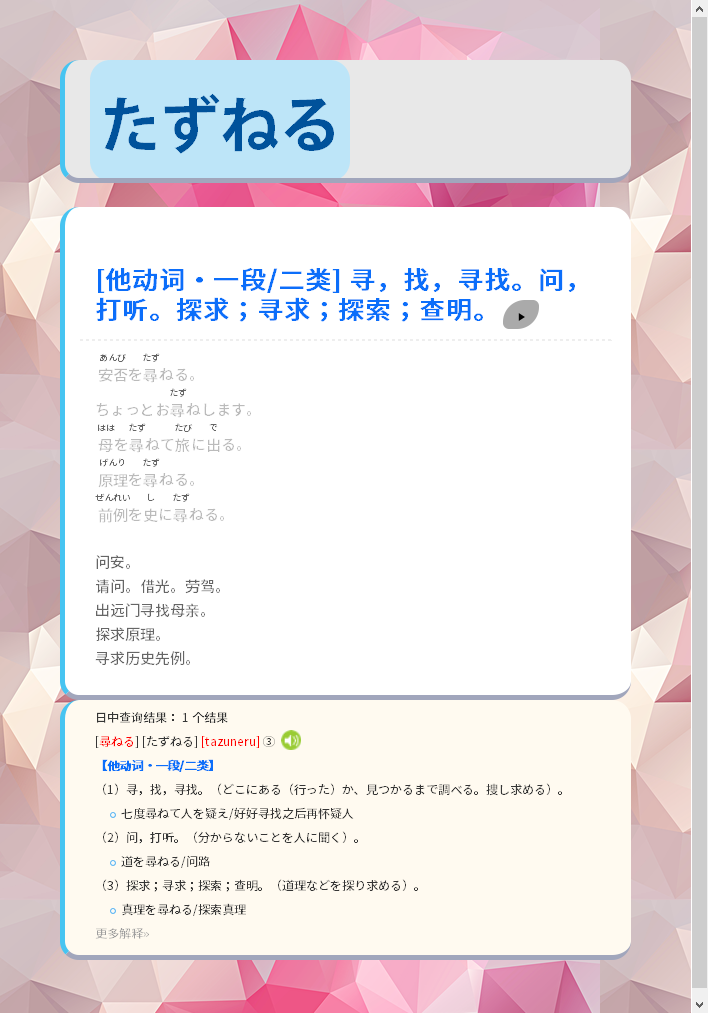 たずねる
[他动词・一段/二类] 寻，找，寻找。问，
打听。探求；寻求；探索；查明。
あんび たず
安否を尋ねる。
たず
ちょっとお尋ねします。
はは たず たび で
母を尋ねて旅に出る。
げんり たず
原理を尋ねる。
ぜんれい し たず
前例を史に尋ねる。
问安。
请问。借光。劳驾。
出远门寻找母亲。
探求原理。
寻求历史先例。
日中查询结果： 1 个结果
[尋ねる] [たずねる] [tazuneru] ③
【他动词・一段/二类】
（1）寻，找，寻找。（どこにある（行った）か、見つかるまで調べる。捜し求める）。
七度尋ねて人を疑え/好好寻找之后再怀疑人
（2）问，打听。（分からないことを人に聞く）。
道を尋ねる/问路
（3）探求；寻求；探索；查明。（道理などを探り求める）。
真理を尋ねる/探索真理
更多解释»